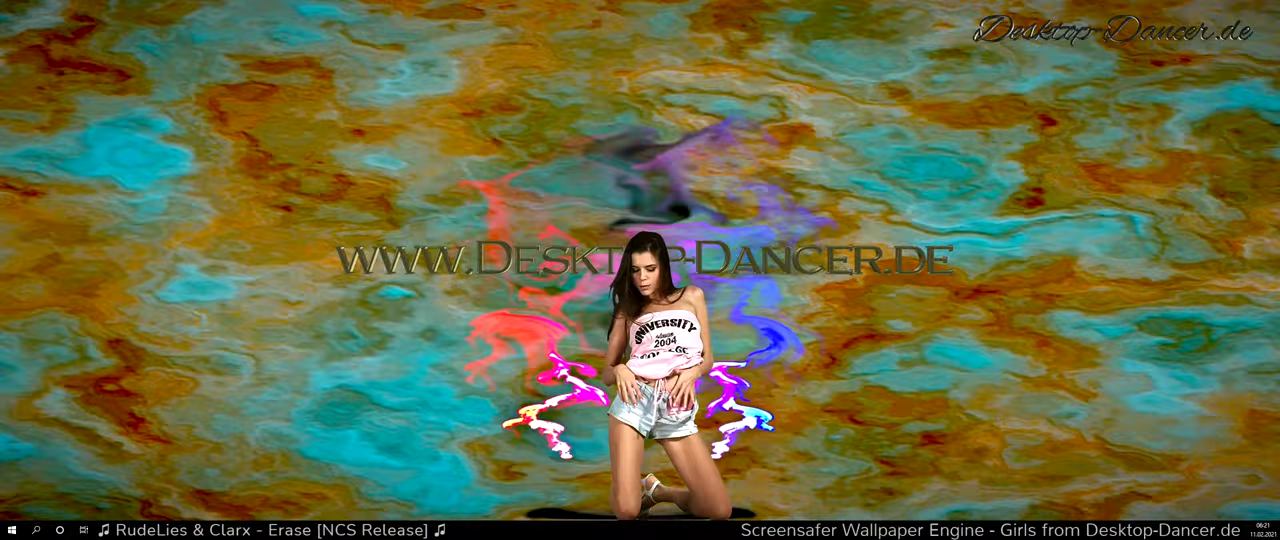 Desktop-Dancer.de
WWW.DESKTOP-DANCER.DE
UNIVERSITY
2004
♫ RudeLies & Clarx - Erase [NCS Release] ♫
Screensafer Wallpaper Engine - Girls from Desktop-Dancer.de
06:21
11.02.2021